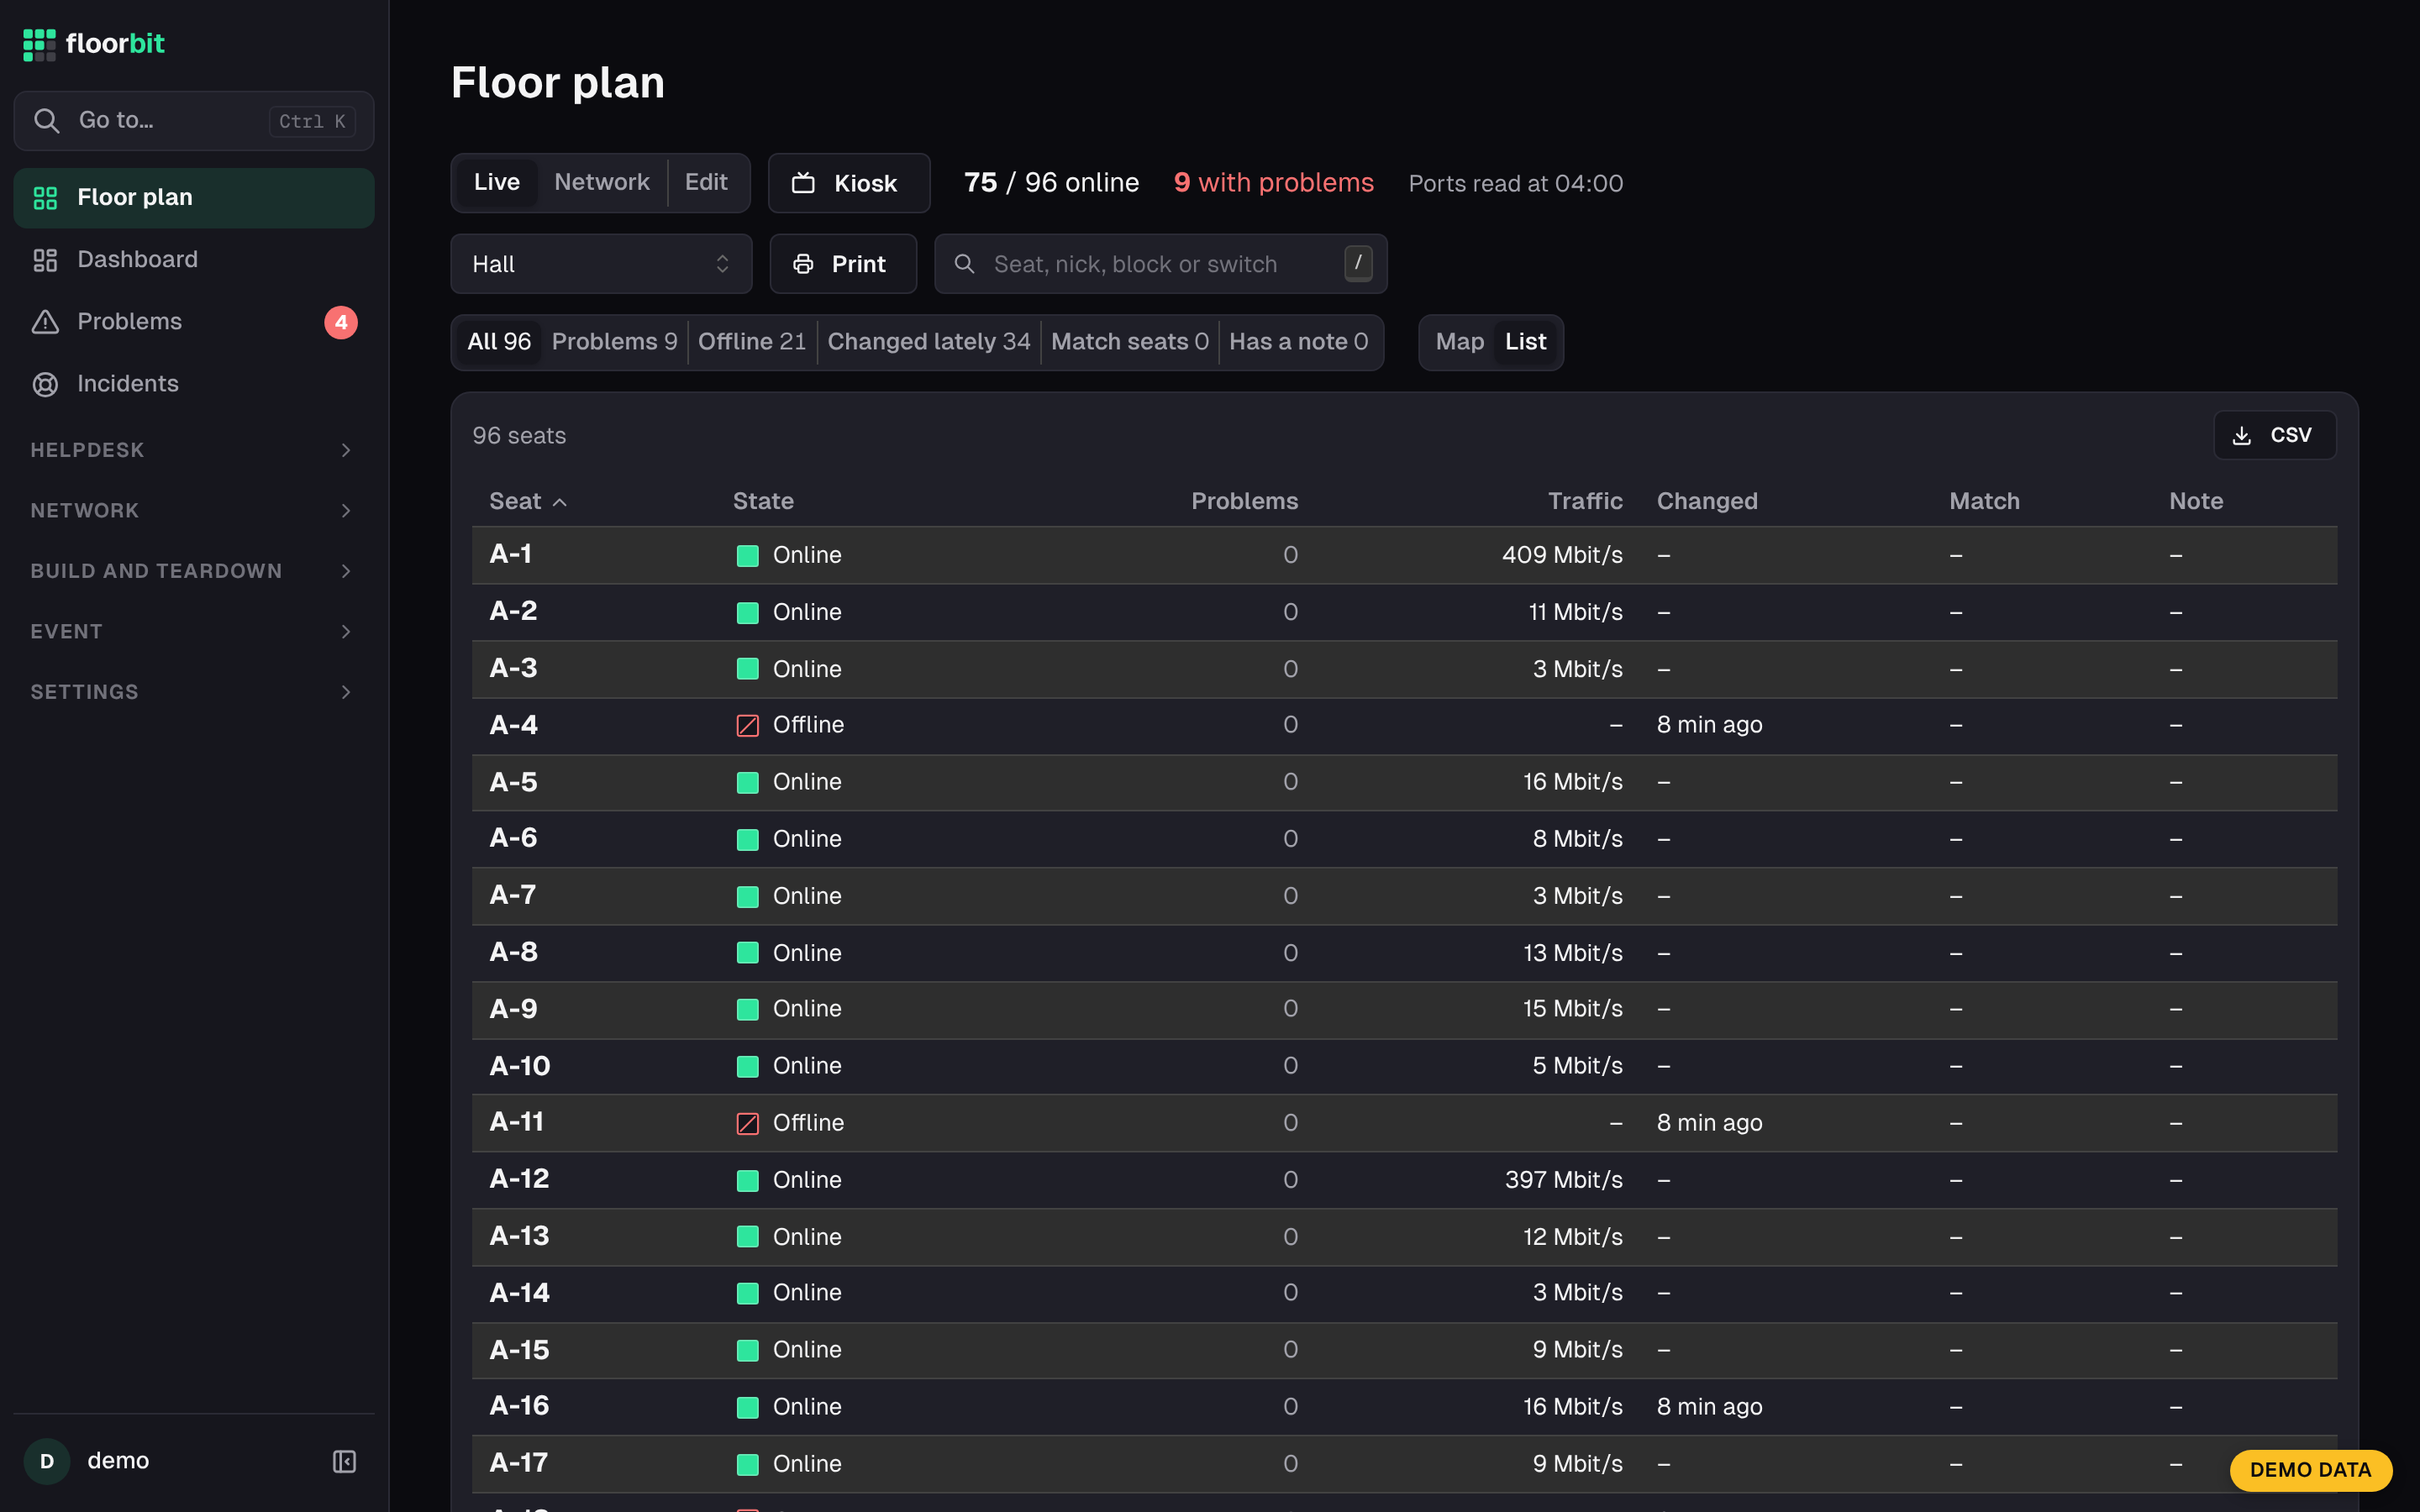 floorbit
Go to... Ctrl K
Floor plan
Dashboard
Problems 4
Incidents
HELPDESK
NETWORK
BUILD AND TEARDOWN
EVENT
SETTINGS
D demo
Floor plan
Live Network Edit Kiosk 75 / 96 online 9 with problems Ports read at 04:00
Hall Print Seat, nick, block or switch /
All 96 Problems 9 Offline 21 Changed lately 34 Match seats 0 Has a note 0 Map List
96 seats CSV
Seat State Problems Traffic Changed Match Note
A-1 Online 0 409 Mbit/s – – –
A-2 Online 0 11 Mbit/s – – –
A-3 Online 0 3 Mbit/s – – –
A-4 Offline 0 – 8 min ago – –
A-5 Online 0 16 Mbit/s – – –
A-6 Online 0 8 Mbit/s – – –
A-7 Online 0 3 Mbit/s – – –
A-8 Online 0 13 Mbit/s – – –
A-9 Online 0 15 Mbit/s – – –
A-10 Online 0 5 Mbit/s – – –
A-11 Offline 0 – 8 min ago – –
A-12 Online 0 397 Mbit/s – – –
A-13 Online 0 12 Mbit/s – – –
A-14 Online 0 3 Mbit/s – – –
A-15 Online 0 9 Mbit/s – – –
A-16 Online 0 16 Mbit/s 8 min ago – –
A-17 Online 0 9 Mbit/s – – –
DEMO DATA